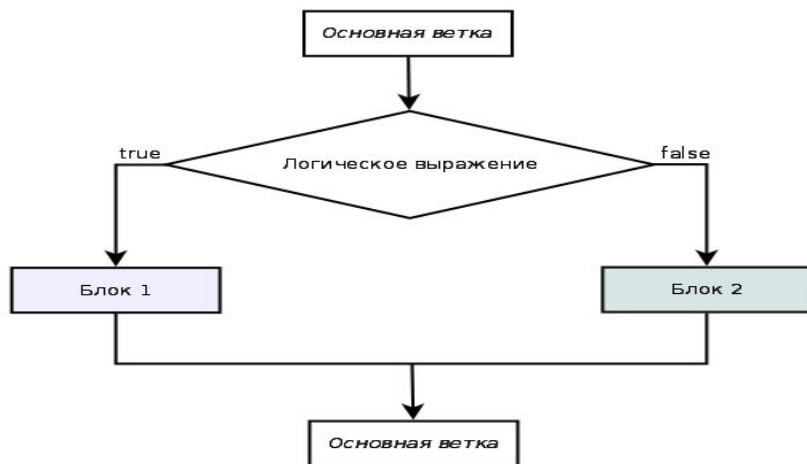 Основная ветка
true
false
Логическое выражение
Блок 1
Блок 2
Основная ветка